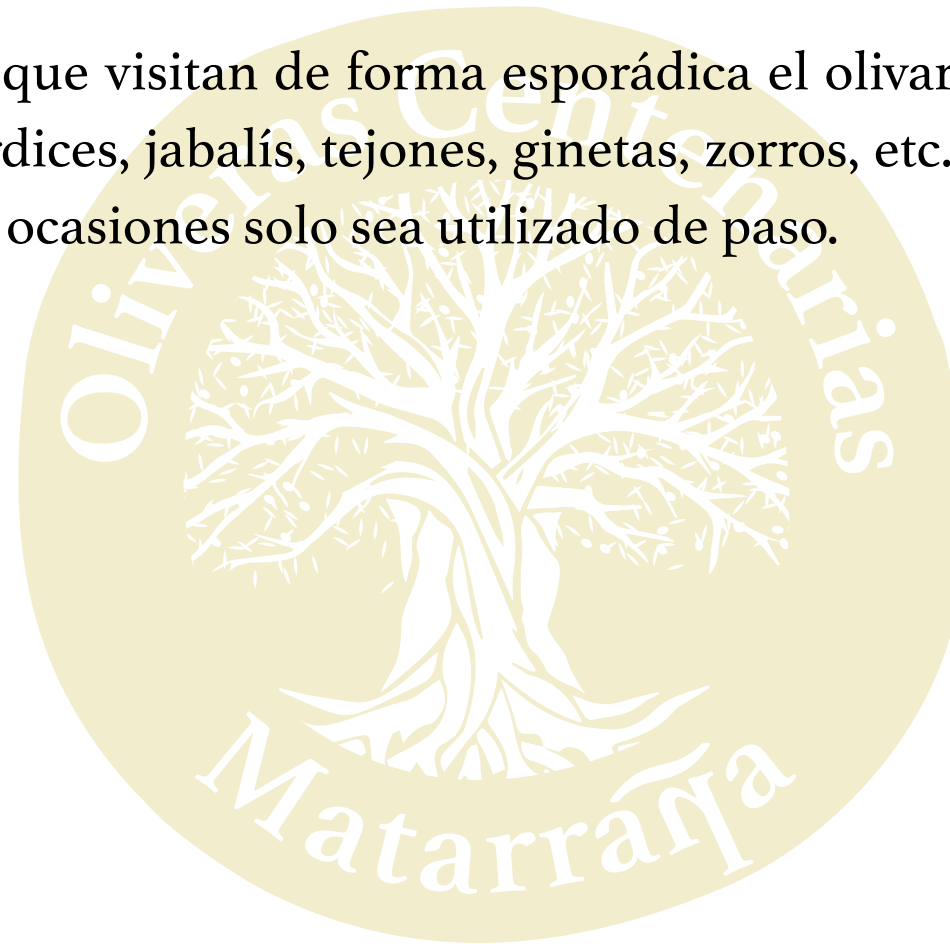 que visitan de forma esporádica el olivar
rdices, jabalís, tejones, ginetas, zorros, etc.
ocasiones solo sea utilizado de paso.
Oliveras Centenarias
Matarraña